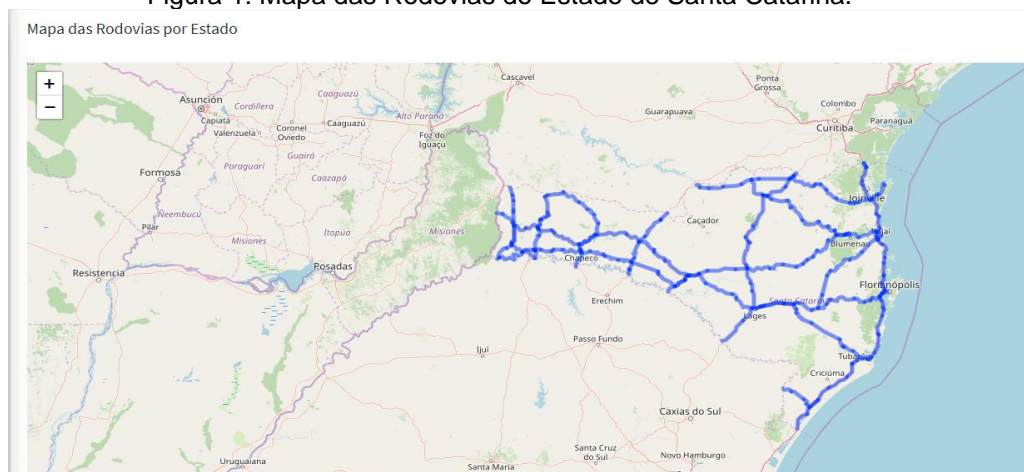 Figura 1: Mapa das Rodovias do Estado de Santa Catarina.
Mapa das Rodovias por Estado
+
−
Cascavel
Ponta
Grossa
Asunción
Caaguazú
Cordillera
Capiatá
Alto Paraná
Colombo
Guarapuava
Valenzuela
Coronel
Oviedo
Caaguazú
Foz do
Iguaçu
Curitiba
Paranaguá
Guairá
Paraguarí
Formosa
Caazapá
Joinville
Ñeembucú
Caçador
Pilar
Misiones
Itapúa
Misiones
Itajaí
Blumenau
Chapecó
Resistencia
Posadas
Florianópolis
Erechim
Santa Catarina
Lages
Passo Fundo
Ijuí
Tubarão
Criciúma
Caxias do Sul
Santa Cruz
do Sul
Novo Hamburgo
Uruguaiana
Santa Maria